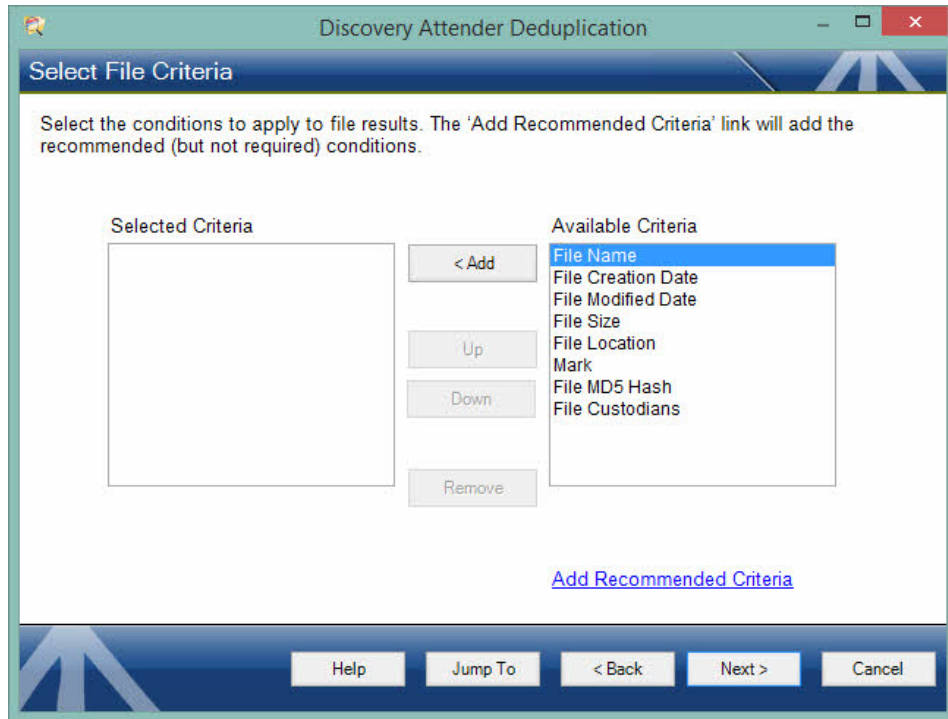 Discovery Attender Deduplication
Select File Criteria
Select the conditions to apply to file results. The 'Add Recommended Criteria' link will add the
recommended (but not required) conditions.
Selected Criteria
Available Criteria
< Add
Up
Down
Remove
File Name
File Creation Date
File Modified Date
File Size
File Location
Mark
File MD5 Hash
File Custodians
Add Recommended Criteria
Help
Jump To
< Back
Next >
Cancel